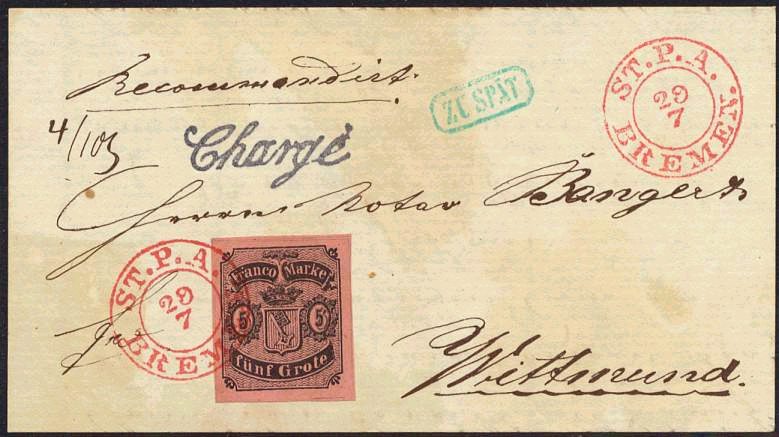 Recommandirt.
ZU SPÄT
ST.P.A.
29
7
BREMEN
4/103
Chargé
Herrn Notar Bangert
ST.P.A.
29
7
BREMEN
Franco Marke
5 5
fünf Grote
Wittmund.